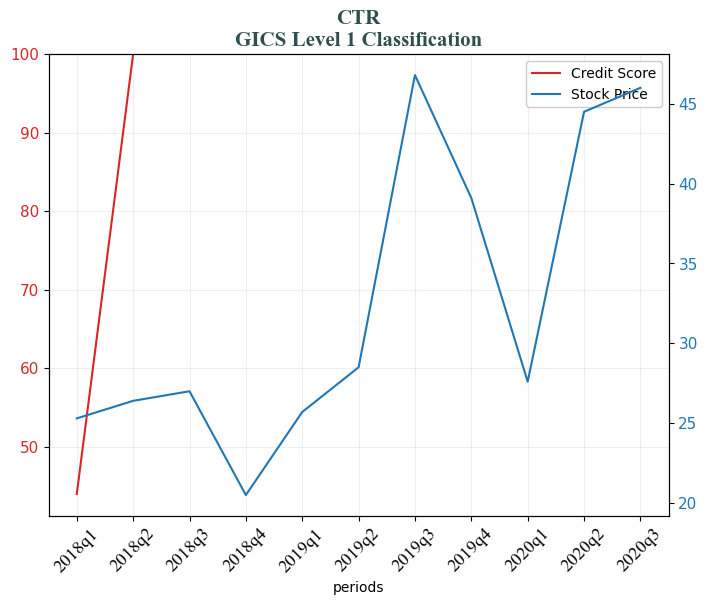 CTR
GICS Level 1 Classification
100
90
80
70
60
50
Credit Score
Stock Price
45
40
35
30
25
20
2018q1
2018q2
2018q3
2018q4
2019q1
2019q2
2019q3
2019q4
2020q1
2020q2
2020q3
periods